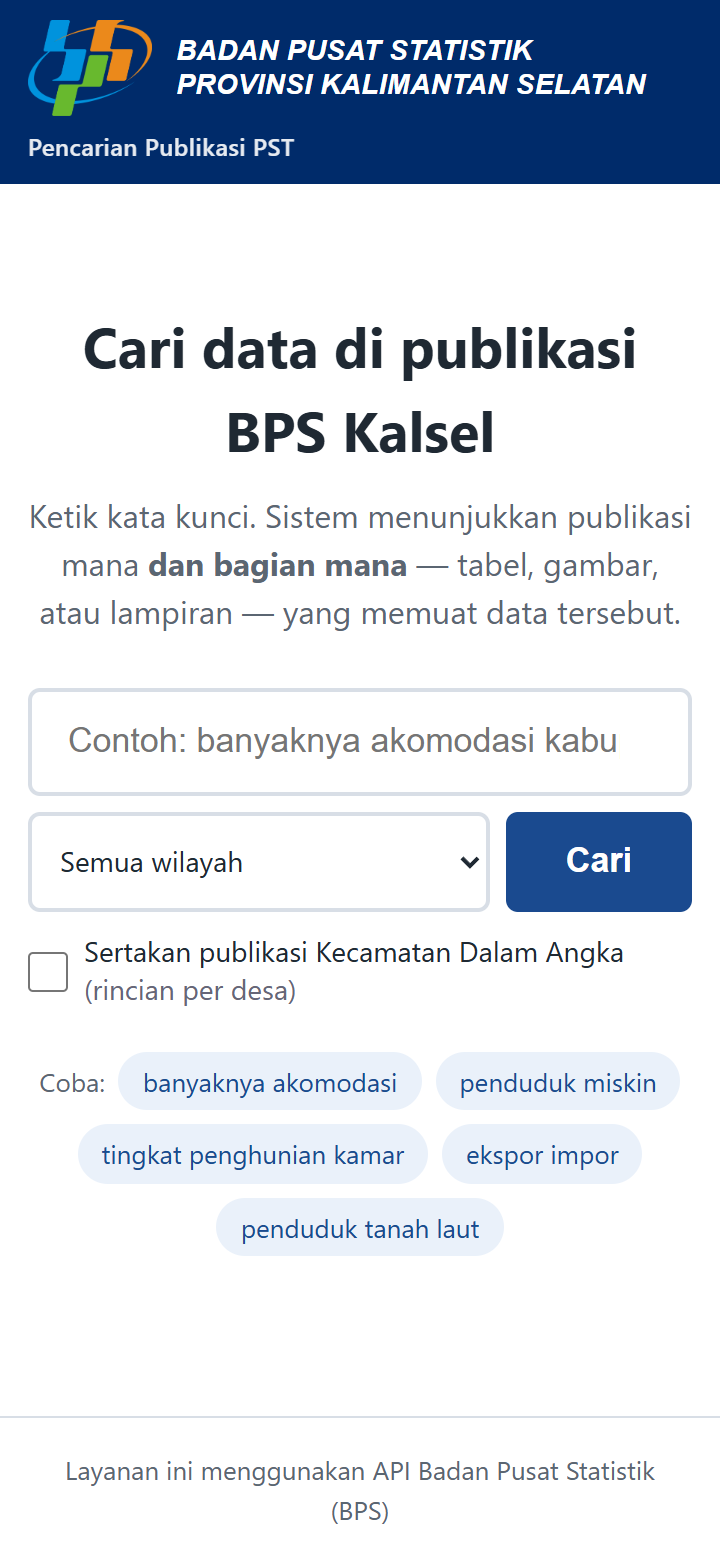 BADAN PUSAT STATISTIK
PROVINSI KALIMANTAN SELATAN
Pencarian Publikasi PST
Cari data di publikasi
BPS Kalsel
Ketik kata kunci. Sistem menunjukkan publikasi
mana dan bagian mana — tabel, gambar,
atau lampiran — yang memuat data tersebut.
Contoh: banyaknya akomodasi kabu
Semua wilayah
Cari
Sertakan publikasi Kecamatan Dalam Angka
(rincian per desa)
Coba: banyaknya akomodasi penduduk miskin
tingkat penghunian kamar ekspor impor
penduduk tanah laut
Layanan ini menggunakan API Badan Pusat Statistik
(BPS)